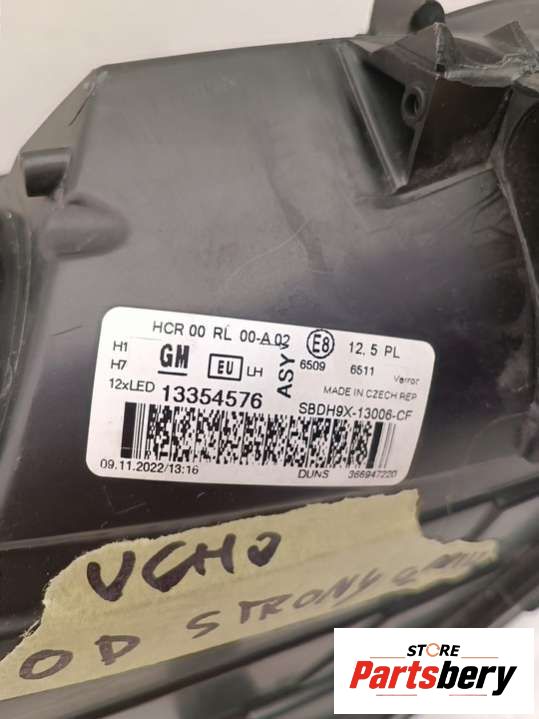 HCR 00 RL 00-A 02 E8 12,5 PL
H1 GM EU LH ASY 6509 6511
H7 Varroc
12xLED 13354576 MADE IN CZECH REP
SBDH9X-13006-CF
09.11.2022/13:16 DUNS 366947220
UCHO
OD STRONY
STORE
Partsbery